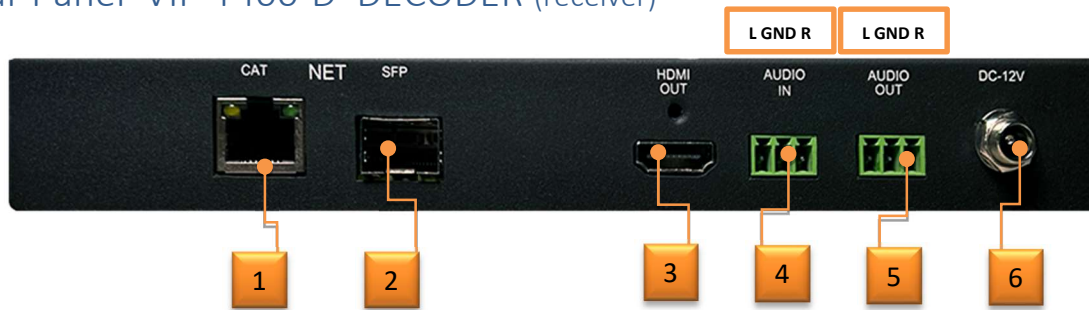 Panel VIP-T400-D DECODER (receiver)
L GND R L GND R
CAT NET SFP HDMI OUT AUDIO IN AUDIO OUT DC-12V
1 2 3 4 5 6